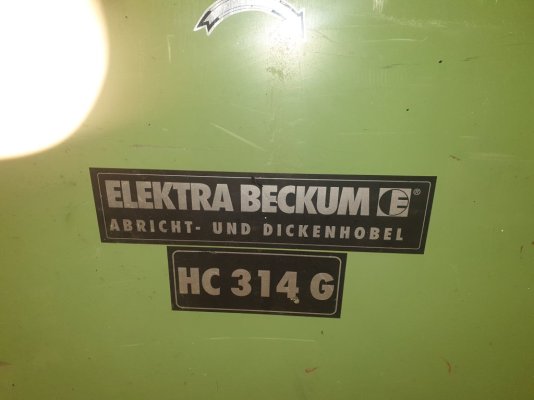 ELEKTRA BECKUM E®
ABRICHT- UND DICKENHOBEL
HC 314 G